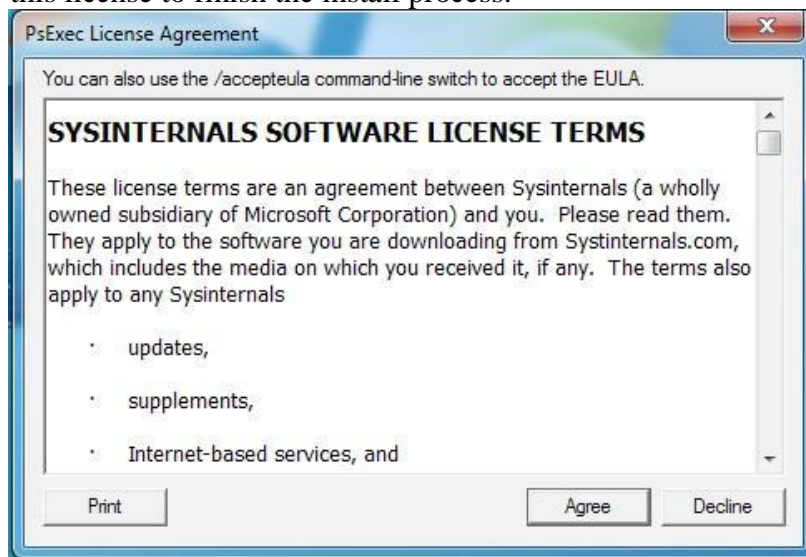 this license to finish the install process.
PsExec License Agreement
You can also use the /accepteula command-line switch to accept the EULA.
SYSINTERNALS SOFTWARE LICENSE TERMS
These license terms are an agreement between Sysinternals (a wholly
owned subsidiary of Microsoft Corporation) and you.  Please read them.
They apply to the software you are downloading from Systinternals.com,
which includes the media on which you received it, if any.  The terms also
apply to any Sysinternals
· updates,
· supplements,
· Internet-based services, and
Print
Agree
Decline